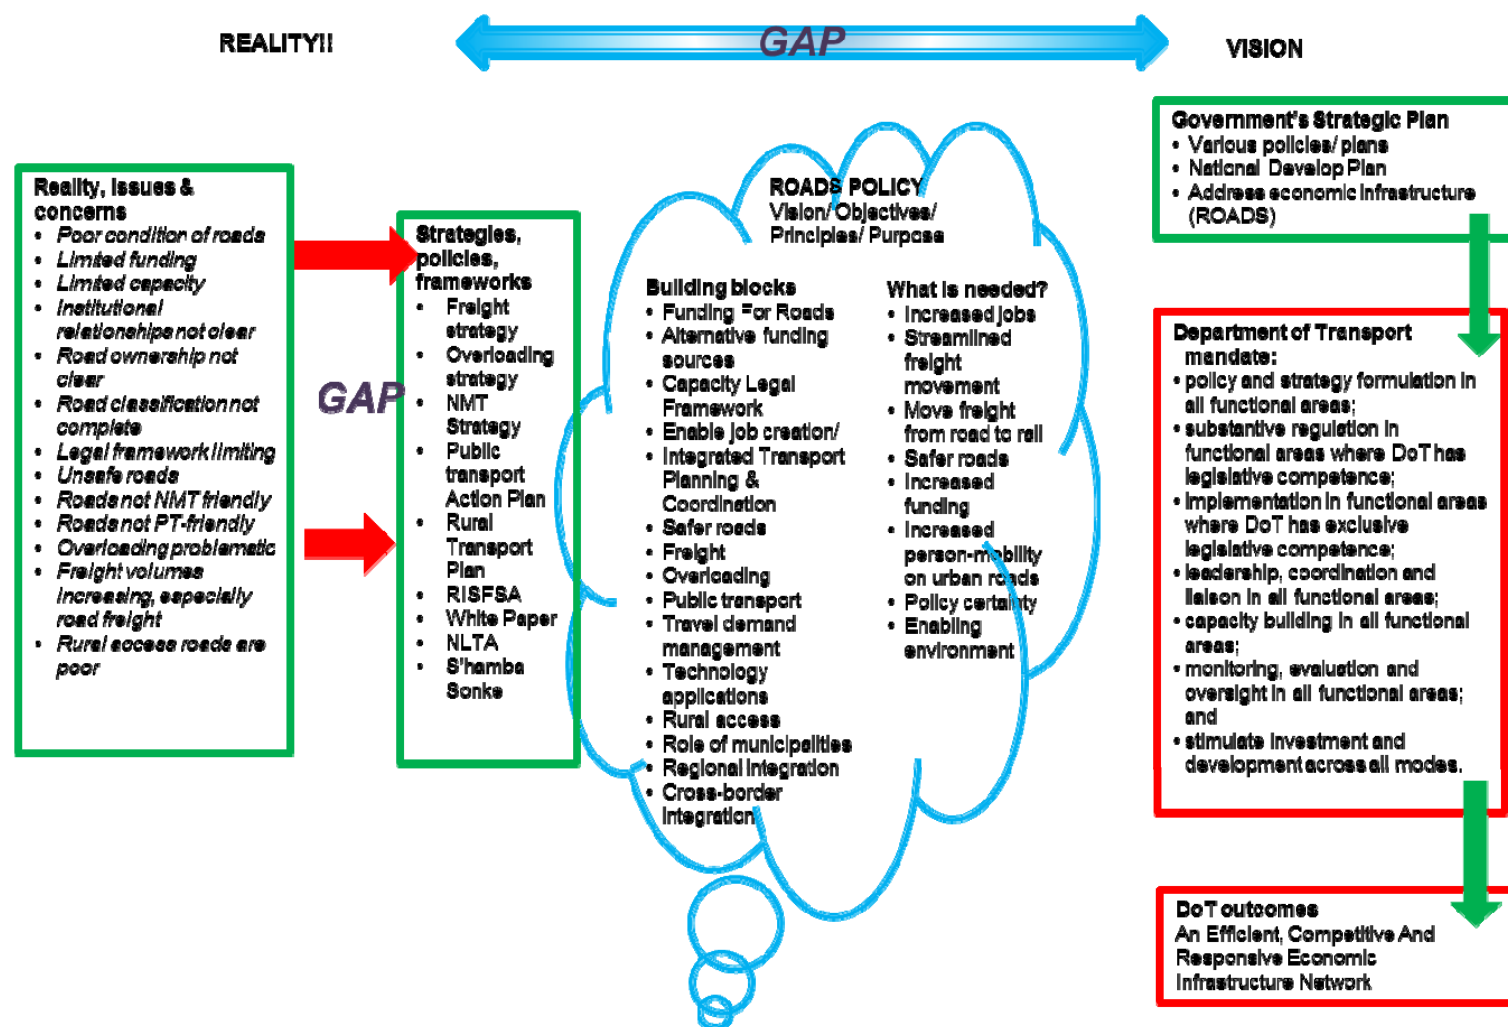 REALITY!!
GAP
VISION
Reality, issues &
concerns
• Poor condition of roads
• Limited funding
• Limited capacity
• Institutional
relationships not clear
• Road ownership not
clear
• Road classification not
complete
• Legal framework limiting
• Unsafe roads
• Roads not NMT friendly
• Roads not PT-friendly
• Overloading problematic
• Freight volumes
increasing, especially
road freight
• Rural access roads are
poor
GAP
Strategies,
policies,
frameworks
• Freight
strategy
• Overloading
strategy
• NMT
Strategy
• Public
transport
Action Plan
• Rural
Transport
Plan
• RISFSA
• White Paper
• NLTA
• S'hamba
Sonke
ROADS POLICY
Vision/ Objectives/
Principles/ Purpose
Building blocks
• Funding For Roads
• Alternative funding
sources
• Capacity Legal
Framework
• Enable job creation/
• Integrated Transport
Planning &
Coordination
• Safer roads
• Freight
• Overloading
• Public transport
• Travel demand
management
• Technology
applications
• Rural access
• Role of municipalities
• Regional integration
• Cross-border
integration
What is needed?
• Increased jobs
• Streamlined
freight
movement
• Move freight
from road to rail
• Safer roads
• Increased
funding
• Increased
person-mobility
on urban roads
• Policy certainty
• Enabling
environment
Government's Strategic Plan
• Various policies/ plans
• National Develop Plan
• Address economic infrastructure
(ROADS)
Department of Transport
mandate:
• policy and strategy formulation in
all functional areas;
• substantive regulation in
functional areas where DoT has
legislative competence;
• implementation in functional areas
where DoT has exclusive
legislative competence;
• leadership, coordination and
liaison in all functional areas;
• capacity building in all functional
areas;
• monitoring, evaluation and
oversight in all functional areas;
and
• stimulate investment and
development across all modes.
DoT outcomes
An Efficient, Competitive And
Responsive Economic
Infrastructure Network